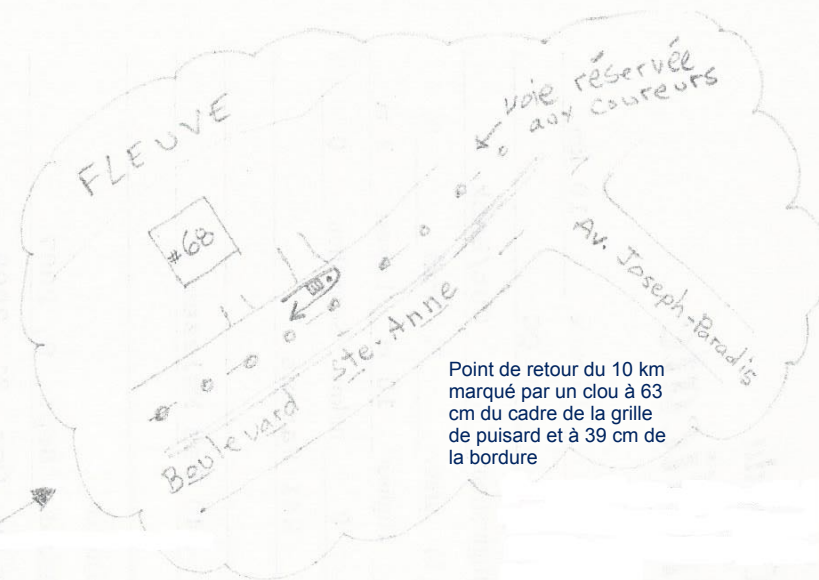 FLEUVE
voie réservée
aux coureurs
#68
Av. Joseph-Paradis
Boulevard Ste-Anne
Point de retour du 10 km
marqué par un clou à 63
cm du cadre de la grille
de puisard et à 39 cm de
la bordure